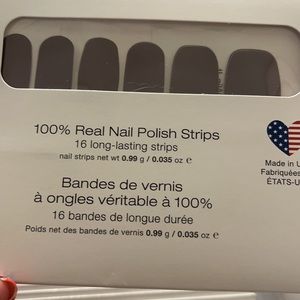 100% Real Nail Polish Strips
16 long-lasting strips
nail strips net wt 0.99 g / 0.035 oz ℮
Made in U
Fabriquées
ÉTATS-U
Bandes de vernis
à ongles véritable à 100%
16 bandes de longue durée
Poids net des bandes de vernis 0.99 g / 0.035 oz ℮